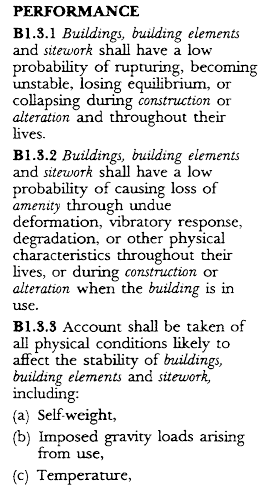 PERFORMANCE
B1.3.1 Buildings, building elements
and sitework shall have a low
probability of rupturing, becoming
unstable, losing equilibrium, or
collapsing during construction or
alteration and throughout their
lives.
B1.3.2 Buildings, building elements
and sitework shall have a low
probability of causing loss of
amenity through undue
deformation, vibratory response,
degradation, or other physical
characteristics throughout their
lives, or during construction or
alteration when the building is in
use.
B1.3.3 Account shall be taken of
all physical conditions likely to
affect the stability of buildings,
building elements and sitework,
including:
(a) Self-weight,
(b) Imposed gravity loads arising
from use,
(c) Temperature,